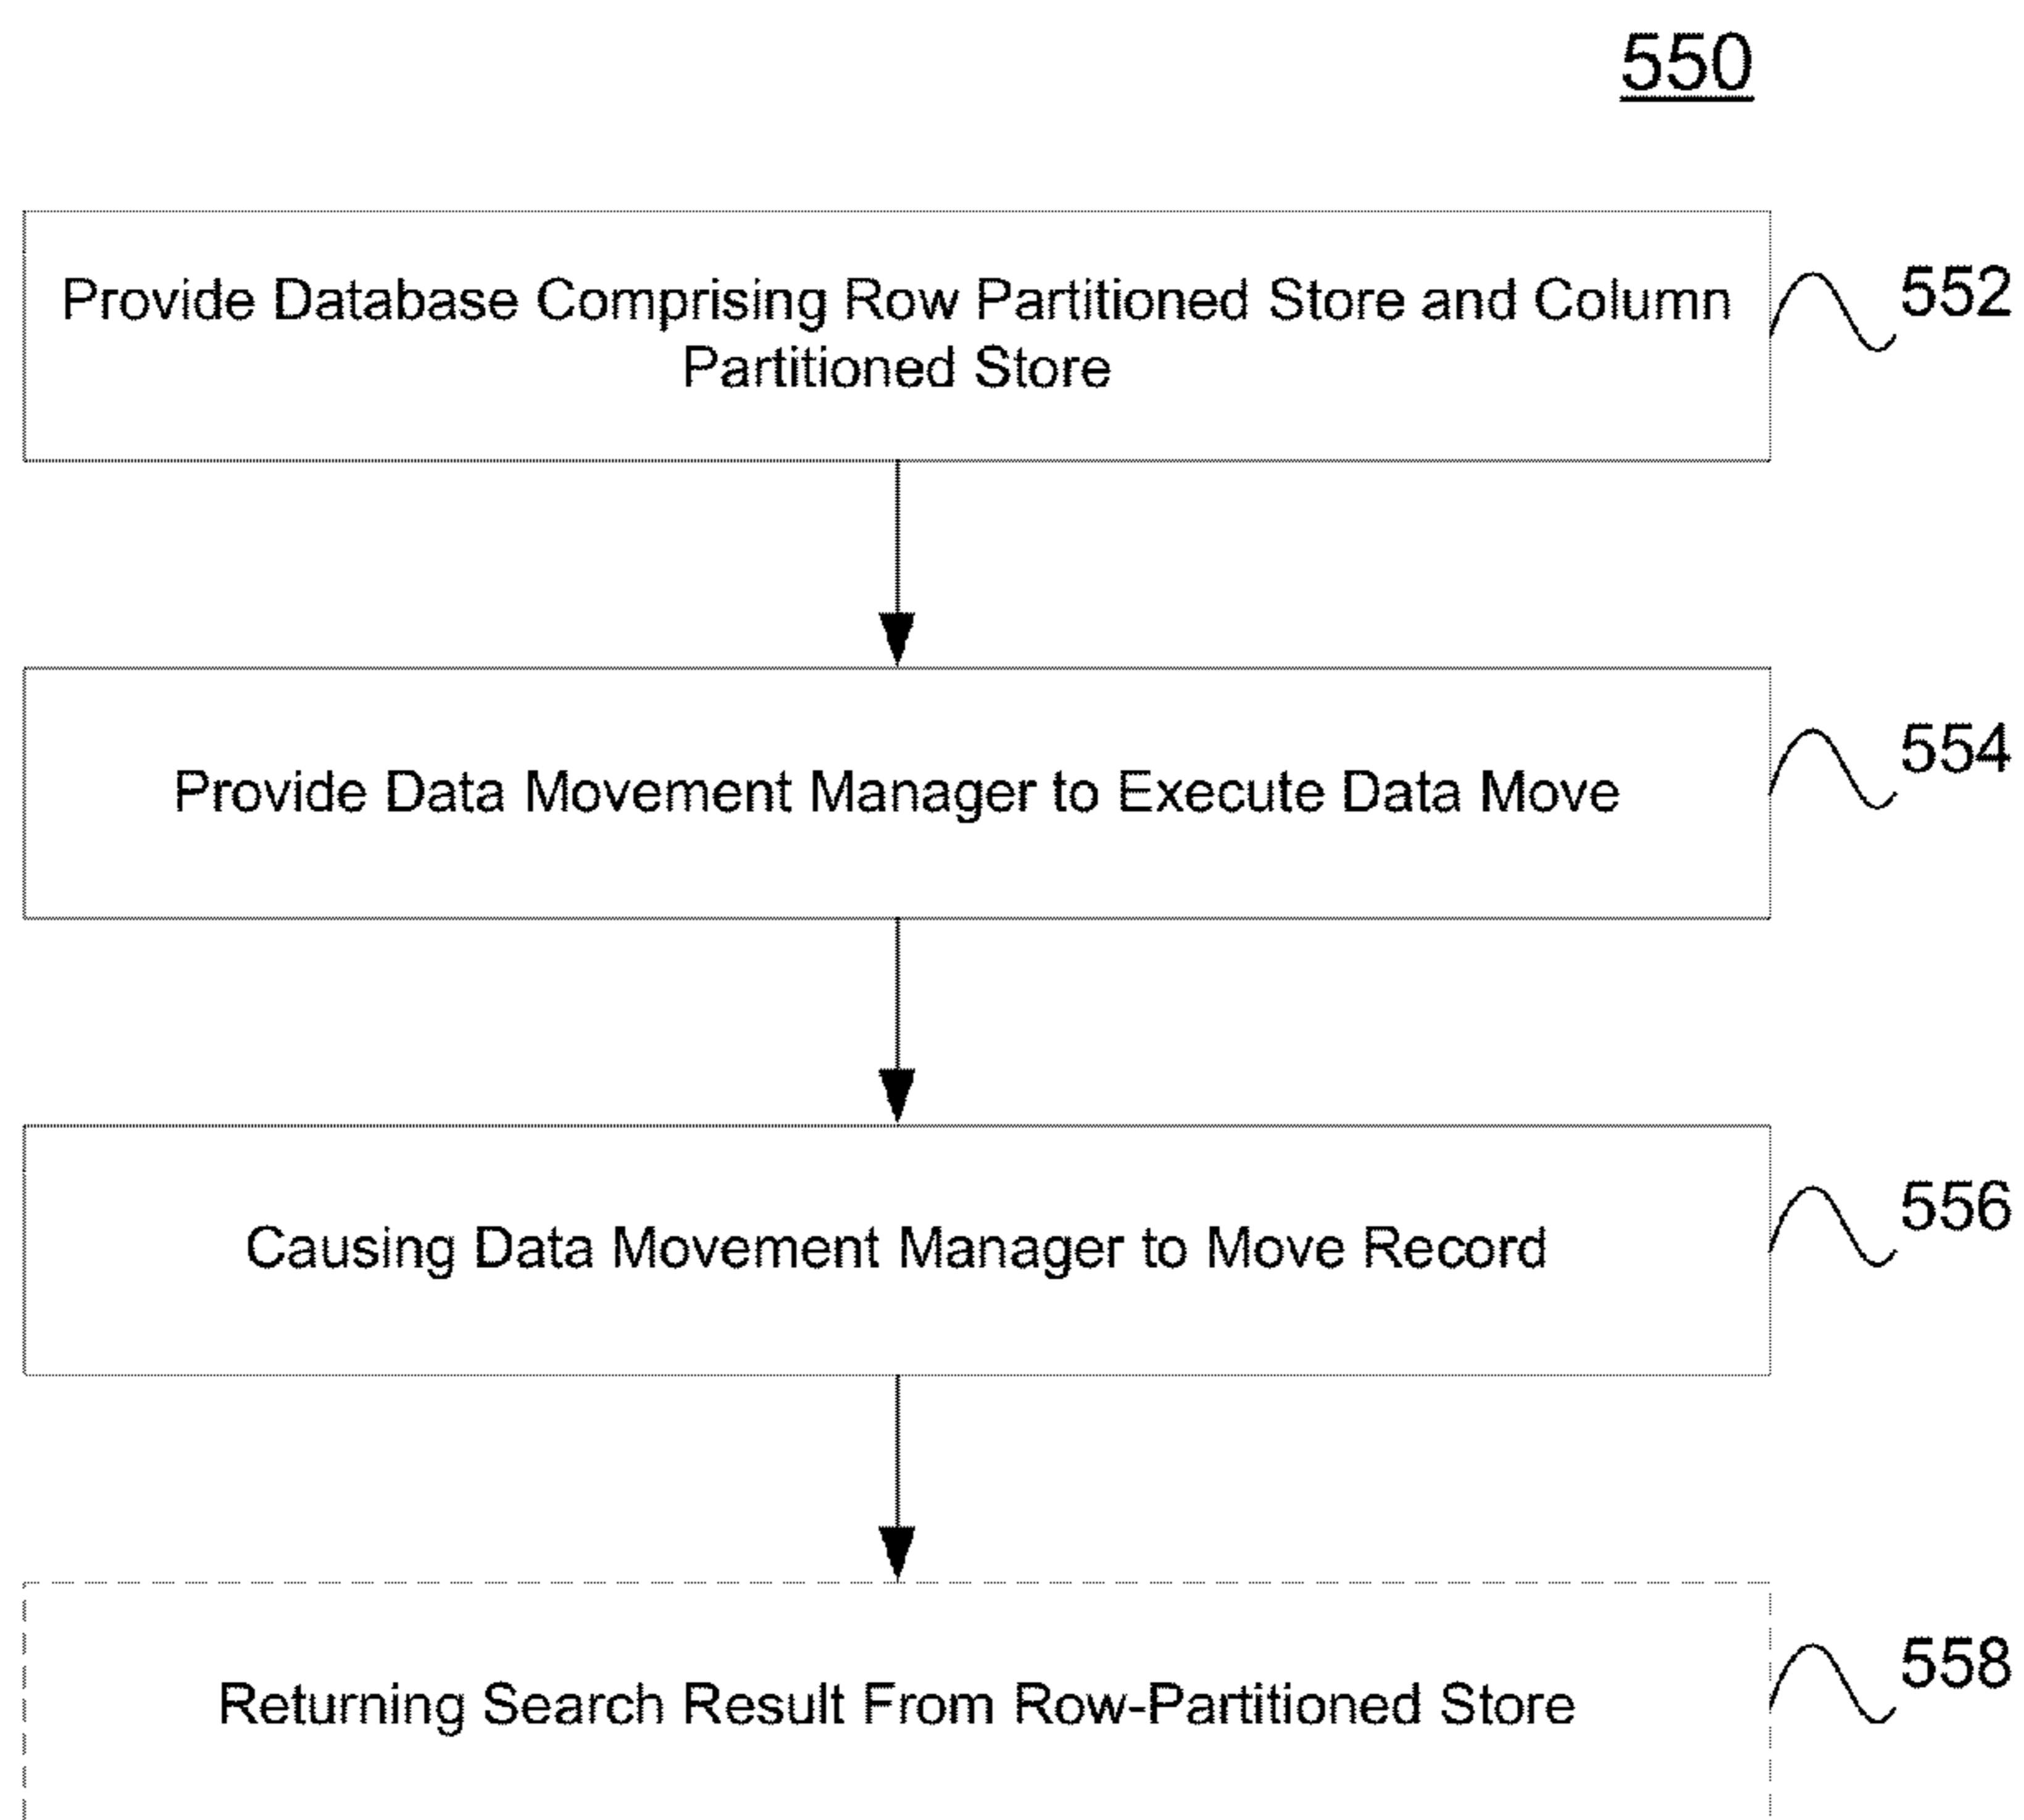 550
Provide Database Comprising Row Partitioned Store and Column
Partitioned Store
552
Provide Data Movement Manager to Execute Data Move
554
Causing Data Movement Manager to Move Record
556
Returning Search Result From Row-Partitioned Store
558